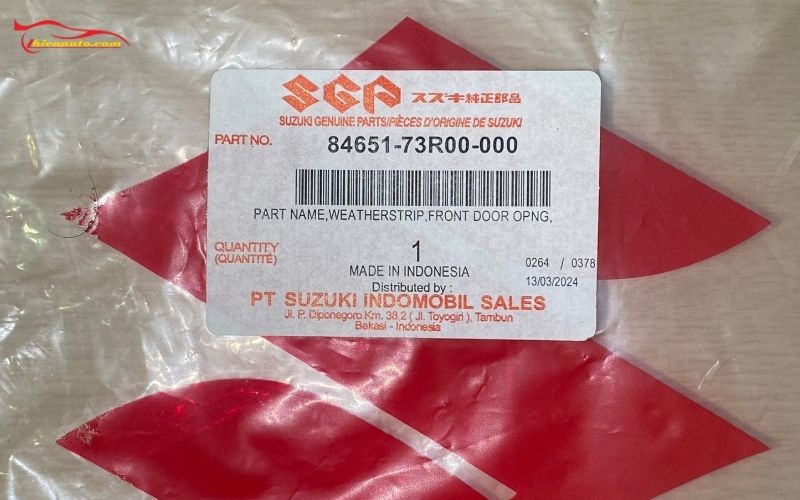 thienauto.com
SGP スズキ純正部品
SUZUKI GENUINE PARTS/PIÈCES D'ORIGINE DE SUZUKI
PART NO. 84651-73R00-000
PART NAME,WEATHERSTRIP,FRONT DOOR OPNG,
QUANTITY 1
(QUANTITÉ)
MADE IN INDONESIA 0264 / 0378
Distributed by : 13/03/2024
PT SUZUKI INDOMOBIL SALES
Jl. P. Diponegoro Km. 38,2 ( Jl. Toyogiri ), Tambun
Bekasi - Indonesia